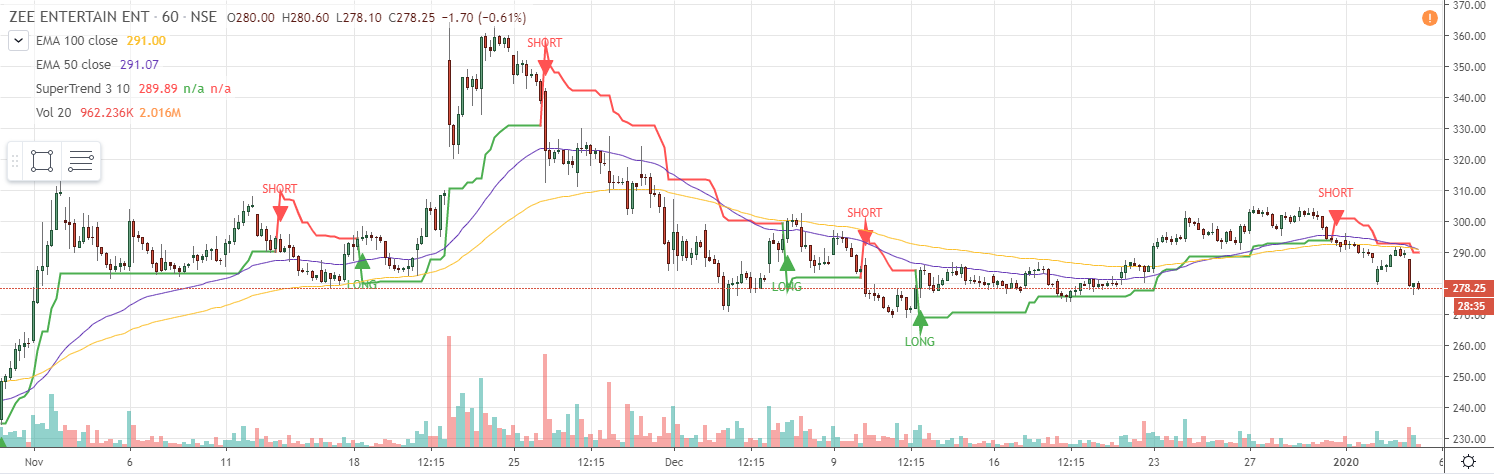 ZEE ENTERTAIN ENT · 60 · NSE O280.00 H280.60 L278.10 C278.25 −1.70 (−0.61%)
EMA 100 close 291.00
EMA 50 close 291.07
SuperTrend 3 10 289.89 n/a n/a
Vol 20 962.236K 2.016M
SHORT
SHORT
SHORT
SHORT
LONG
LONG
LONG
370.00
360.00
350.00
340.00
330.00
320.00
310.00
300.00
290.00
278.25
28:35
270.00
260.00
250.00
240.00
230.00
Nov 6 11 18 12:15 25 12:15 Dec 12:15 9 12:15 16 12:15 23 27 2020 6